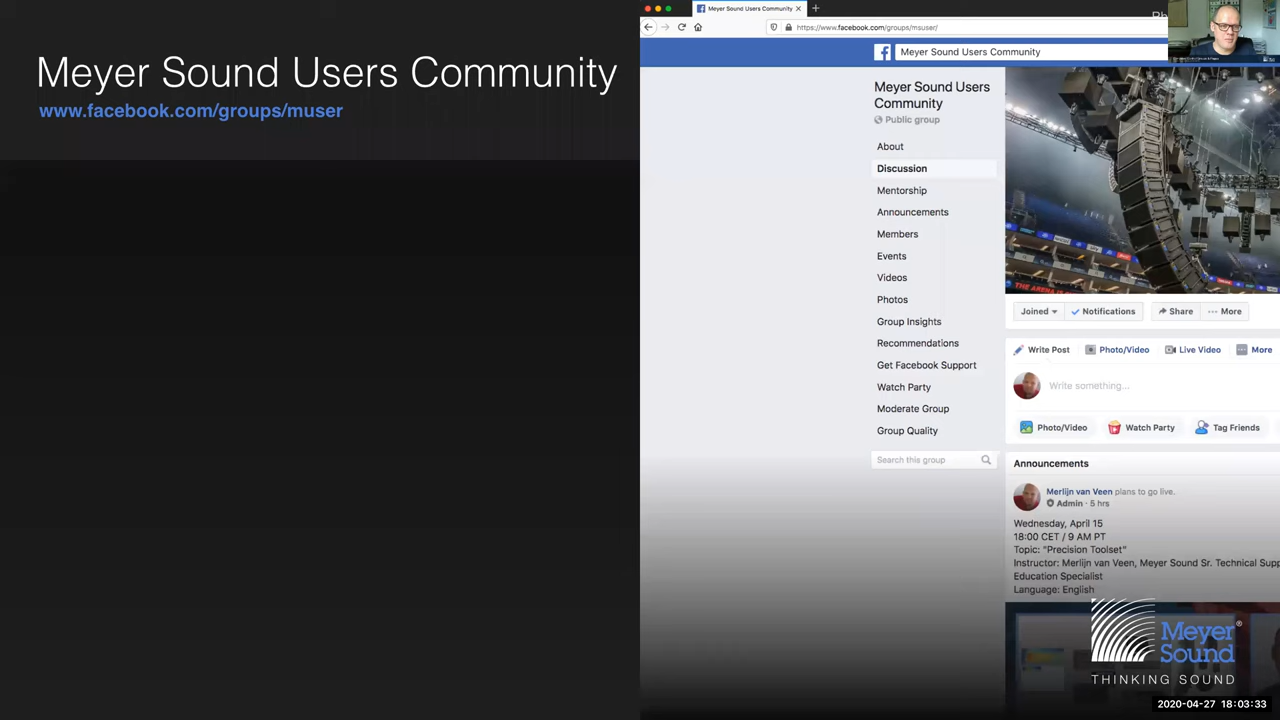 Meyer Sound Users Community
www.facebook.com/groups/muser
Meyer Sound Users Community
https://www.facebook.com/groups/msuser/
Meyer Sound Users Community
Meyer Sound Users
Community
Public group
About
Discussion
Mentorship
Announcements
Members
Events
Videos
Photos
Group Insights
Recommendations
Get Facebook Support
Watch Party
Moderate Group
Group Quality
Search this group
THE ARENA IS
Joined
Notifications
Share
More
Write Post
Photo/Video
Live Video
More
Write something...
Photo/Video
Watch Party
Tag Friends
Announcements
Merlijn van Veen plans to go live.
Admin · 5 hrs
Wednesday, April 15
18:00 CET / 9 AM PT
Topic: "Precision Toolset"
Instructor: Merlijn van Veen, Meyer Sound Sr. Technical Supp
Education Specialist
Language: English
Meyer
Sound®
THINKING SOUND
2020-04-27 18:03:33